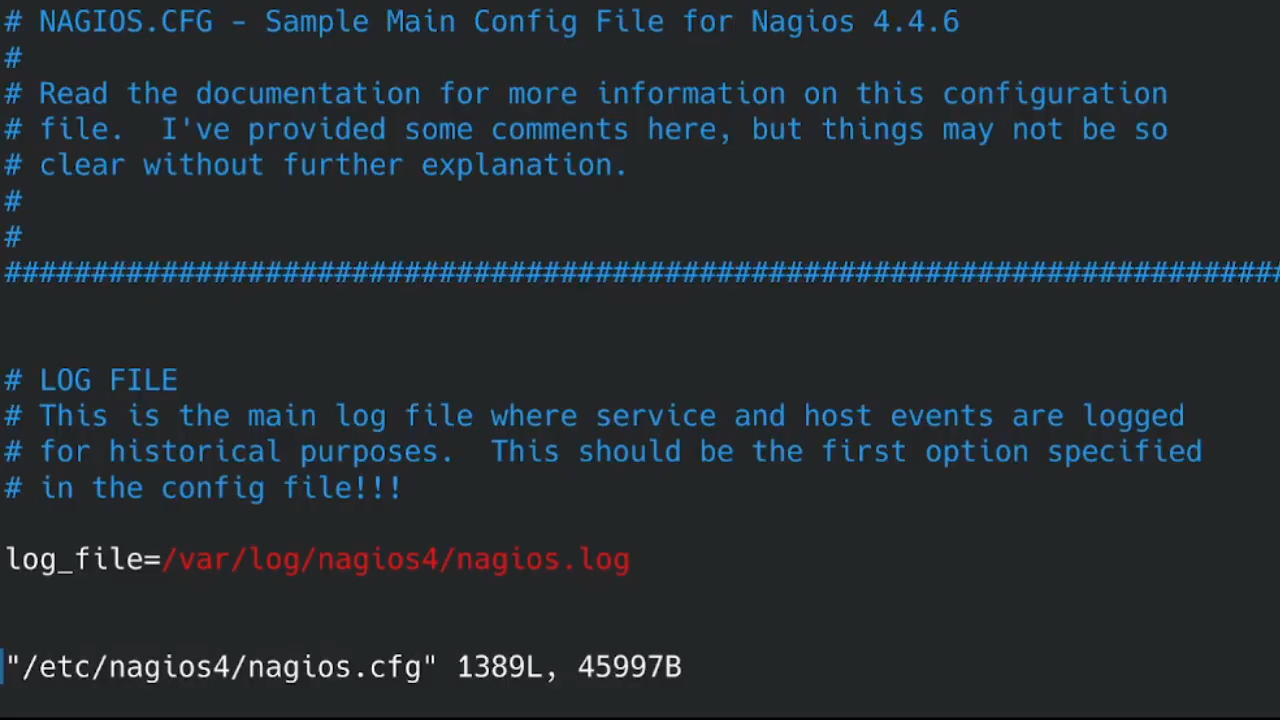 # NAGIOS.CFG - Sample Main Config File for Nagios 4.4.6
#
# Read the documentation for more information on this configuration
# file.  I've provided some comments here, but things may not be so
# clear without further explanation.
#
#
##########################################################################
# LOG FILE
# This is the main log file where service and host events are logged
# for historical purposes.  This should be the first option specified
# in the config file!!!
log_file=/var/log/nagios4/nagios.log
"/etc/nagios4/nagios.cfg" 1389L, 45997B